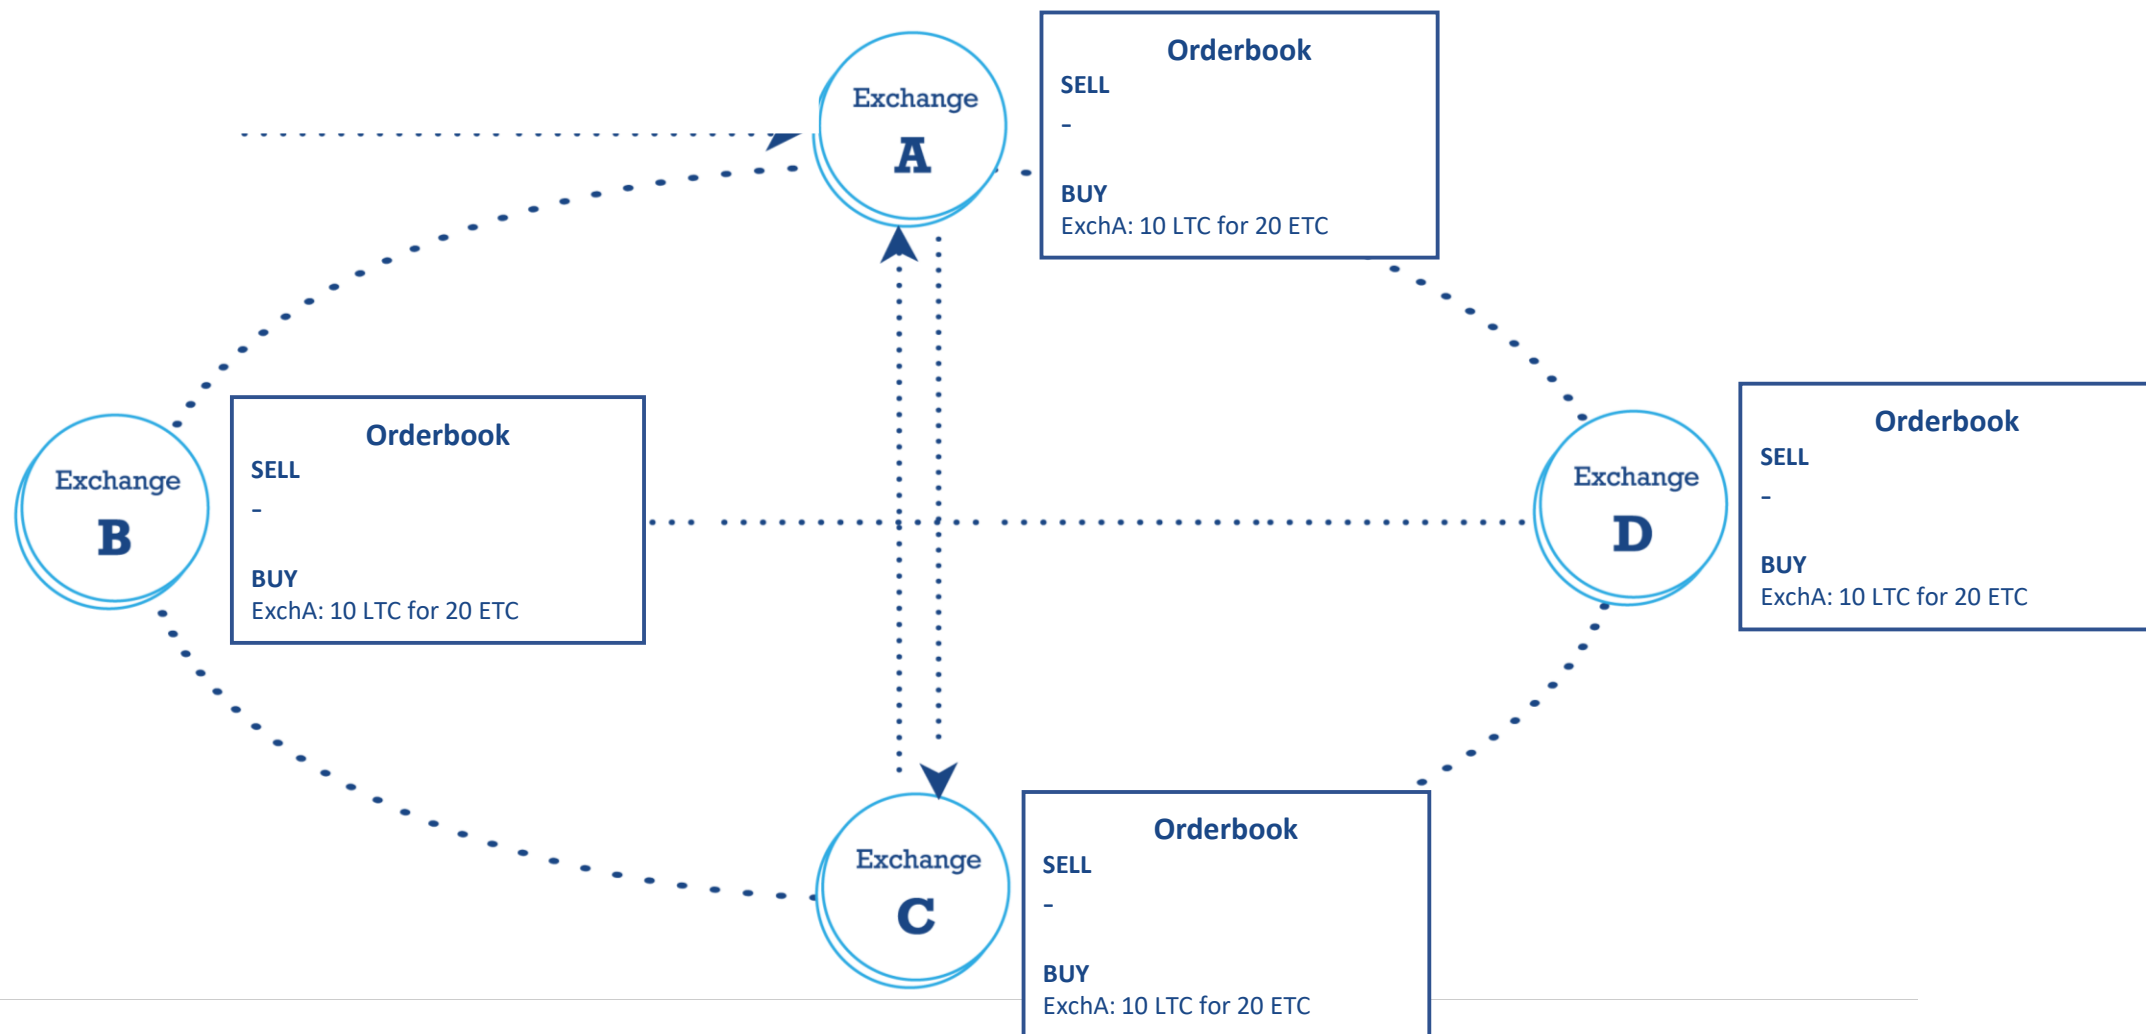 Exchange
A
Orderbook
SELL
-
BUY
ExchA: 10 LTC for 20 ETC
Exchange
B
Orderbook
SELL
-
BUY
ExchA: 10 LTC for 20 ETC
Exchange
D
Orderbook
SELL
-
BUY
ExchA: 10 LTC for 20 ETC
Exchange
C
Orderbook
SELL
-
BUY
ExchA: 10 LTC for 20 ETC